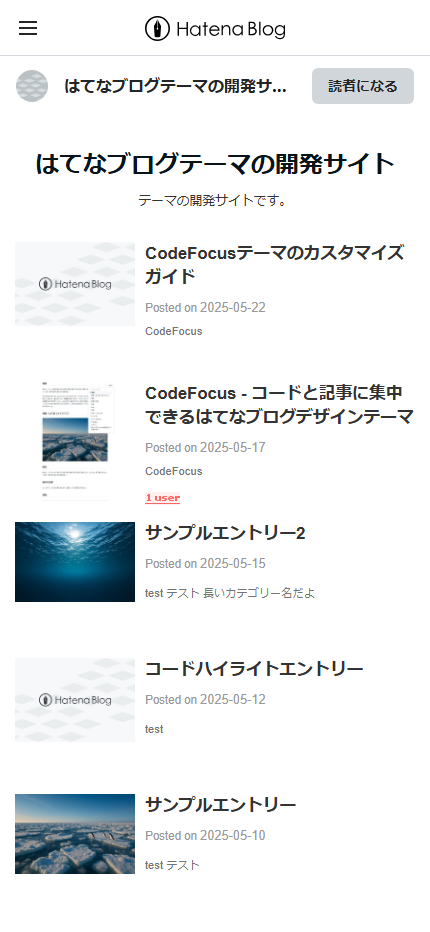 Hatena Blog
はてなブログテーマの開発サ...
読者になる
はてなブログテーマの開発サイト
テーマの開発サイトです。
Hatena Blog
CodeFocusテーマのカスタマイズ
ガイド
Posted on 2025-05-22
CodeFocus
CodeFocus - コードと記事に集中
できるはてなブログデザインテーマ
Posted on 2025-05-17
CodeFocus
1 user
サンプルエントリー2
Posted on 2025-05-15
test テスト 長いカテゴリー名だよ
Hatena Blog
コードハイライトエントリー
Posted on 2025-05-12
test
サンプルエントリー
Posted on 2025-05-10
test テスト